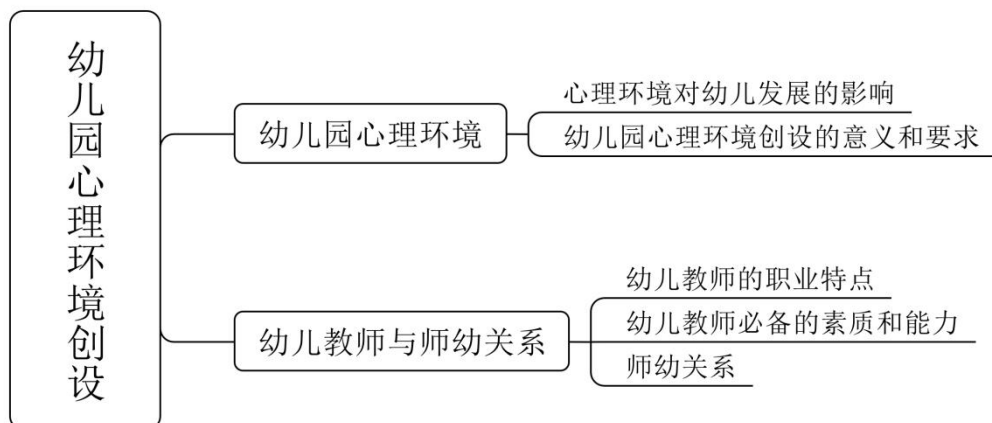 幼儿园心理环境创设
幼儿园心理环境
心理环境对幼儿发展的影响
幼儿园心理环境创设的意义和要求
幼儿教师与师幼关系
幼儿教师的职业特点
幼儿教师必备的素质和能力
师幼关系